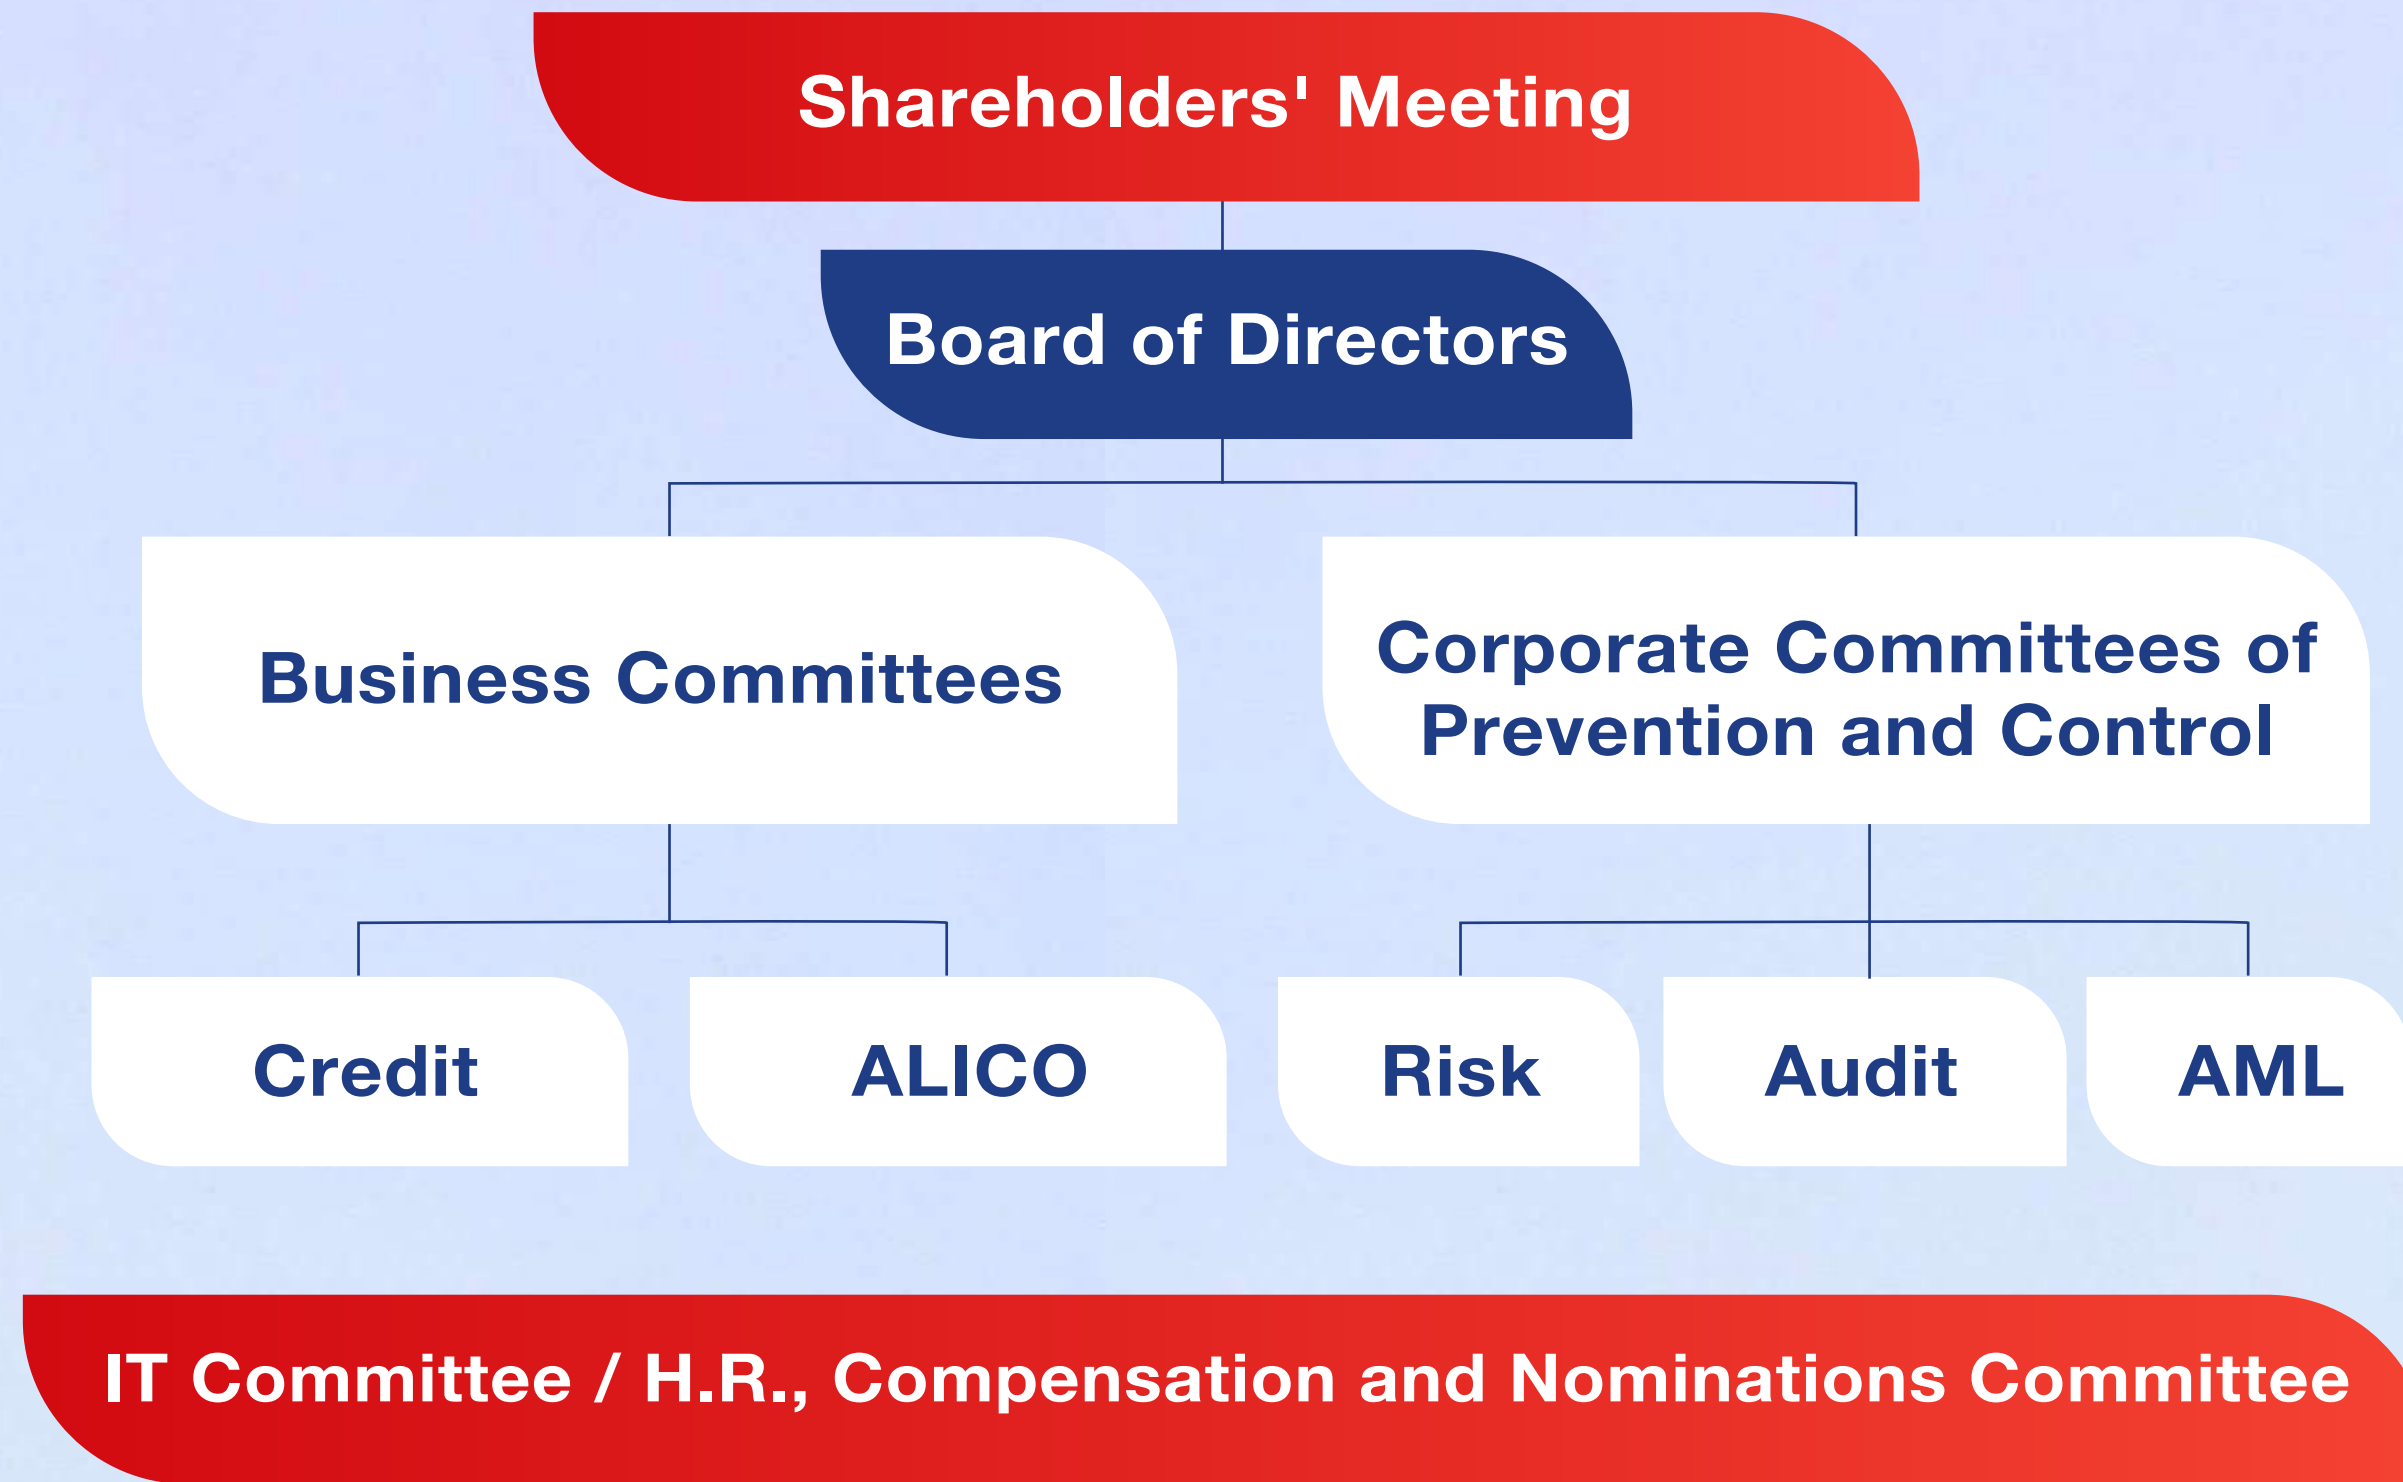 Shareholders' Meeting
Board of Directors
Business Committees
Corporate Committees of
Prevention and Control
Credit
ALICO
Risk
Audit
AML
IT Committee / H.R., Compensation and Nominations Committee